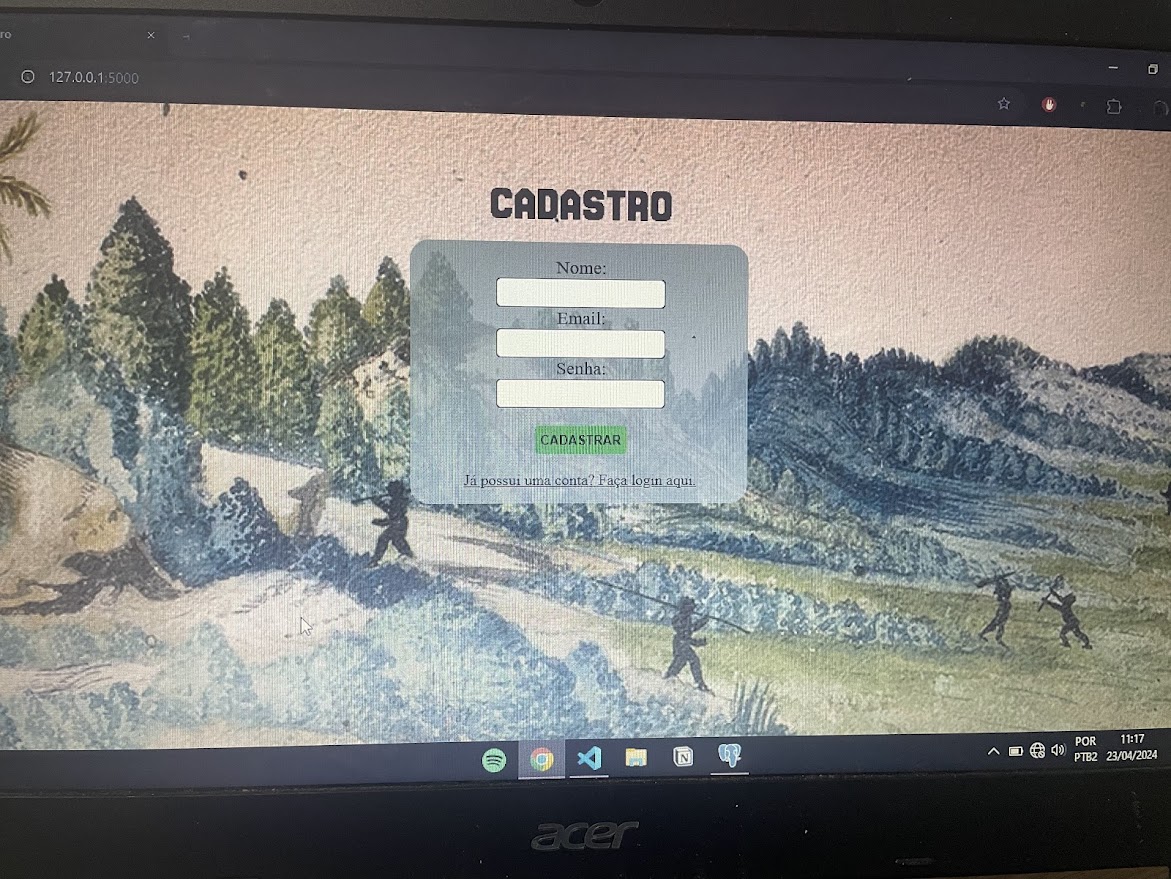 ro
127.0.0.1:5000
CADASTRO
Nome:
Email:
Senha:
CADASTRAR
Já possui uma conta? Faça login aqui.
POR
PTB2
11:17
23/04/2024
acer